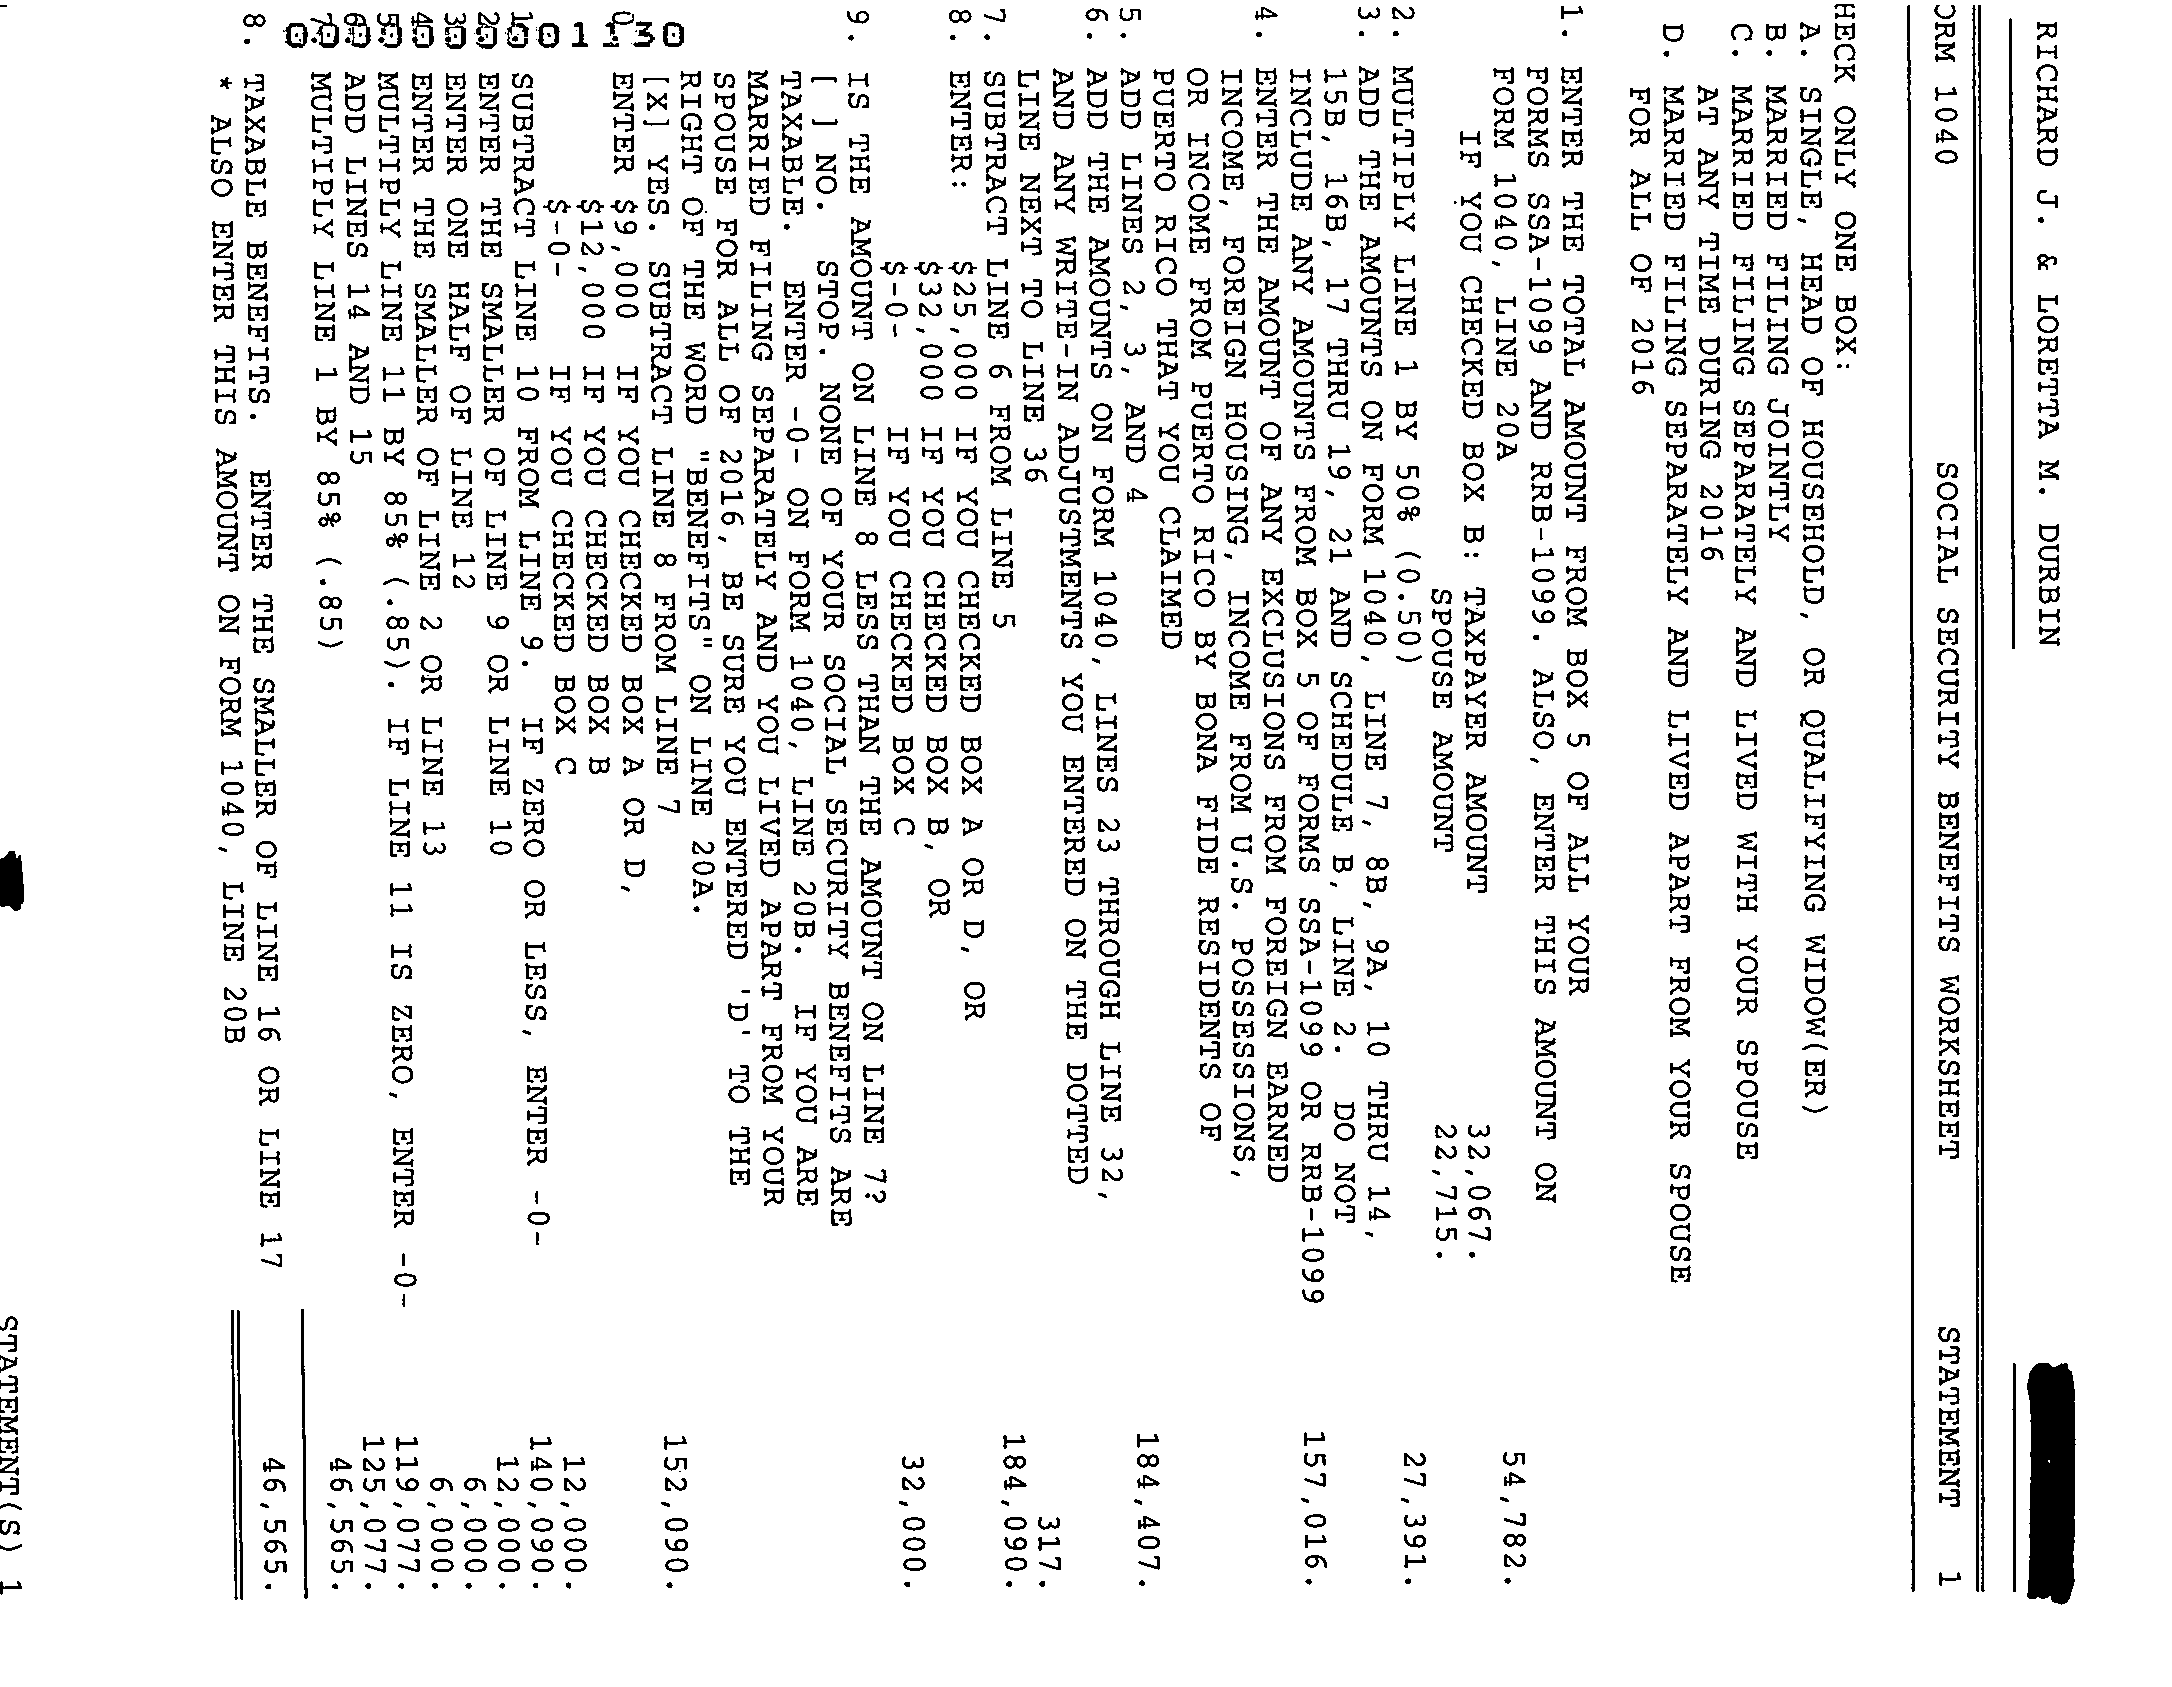 RICHARD J. & LORETTA M. DURBIN
ORM 1040 SOCIAL SECURITY BENEFITS WORKSHEET STATEMENT 1
HECK ONLY ONE BOX:
A. SINGLE, HEAD OF HOUSEHOLD, OR QUALIFYING WIDOW(ER)
B. MARRIED FILING JOINTLY
C. MARRIED FILING SEPARATELY AND LIVED WITH YOUR SPOUSE
AT ANY TIME DURING 2016
D. MARRIED FILING SEPARATELY AND LIVED APART FROM YOUR SPOUSE
FOR ALL OF 2016
1. ENTER THE TOTAL AMOUNT FROM BOX 5 OF ALL YOUR
FORMS SSA-1099 AND RRB-1099. ALSO, ENTER THIS AMOUNT ON
FORM 1040, LINE 20A 54,782.
IF YOU CHECKED BOX B: TAXPAYER AMOUNT 32,067.
SPOUSE AMOUNT 22,715.
2. MULTIPLY LINE 1 BY 50% (0.50) 27,391.
3. ADD THE AMOUNTS ON FORM 1040, LINE 7, 8B, 9A, 10 THRU 14,
15B, 16B, 17 THRU 19, 21 AND SCHEDULE B, LINE 2. DO NOT
INCLUDE ANY AMOUNTS FROM BOX 5 OF FORMS SSA-1099 OR RRB-1099 157,016.
4. ENTER THE AMOUNT OF ANY EXCLUSIONS FROM FOREIGN EARNED
INCOME, FOREIGN HOUSING, INCOME FROM U.S. POSSESSIONS,
OR INCOME FROM PUERTO RICO BY BONA FIDE RESIDENTS OF
PUERTO RICO THAT YOU CLAIMED
5. ADD LINES 2, 3, AND 4 184,407.
6. ADD THE AMOUNTS ON FORM 1040, LINES 23 THROUGH LINE 32,
AND ANY WRITE-IN ADJUSTMENTS YOU ENTERED ON THE DOTTED
LINE NEXT TO LINE 36 317.
7. SUBTRACT LINE 6 FROM LINE 5 184,090.
8. ENTER: $25,000 IF YOU CHECKED BOX A OR D, OR
$32,000 IF YOU CHECKED BOX B, OR
$-0- IF YOU CHECKED BOX C 32,000.
9. IS THE AMOUNT ON LINE 8 LESS THAN THE AMOUNT ON LINE 7?
[ ] NO. STOP. NONE OF YOUR SOCIAL SECURITY BENEFITS ARE
TAXABLE. ENTER -0- ON FORM 1040, LINE 20B. IF YOU ARE
MARRIED FILING SEPARATELY AND YOU LIVED APART FROM YOUR
SPOUSE FOR ALL OF 2016, BE SURE YOU ENTERED 'D' TO THE
RIGHT OF THE WORD "BENEFITS" ON LINE 20A.
[X] YES. SUBTRACT LINE 8 FROM LINE 7 152,090.
0. ENTER $9,000 IF YOU CHECKED BOX A OR D,
$12,000 IF YOU CHECKED BOX B
$-0- IF YOU CHECKED BOX C 12,000.
1. SUBTRACT LINE 10 FROM LINE 9. IF ZERO OR LESS, ENTER -0- 140,090.
2. ENTER THE SMALLER OF LINE 9 OR LINE 10 12,000.
3. ENTER ONE HALF OF LINE 12 6,000.
4. ENTER THE SMALLER OF LINE 2 OR LINE 13 6,000.
5. MULTIPLY LINE 11 BY 85% (.85). IF LINE 11 IS ZERO, ENTER -0- 119,077.
6. ADD LINES 14 AND 15 125,077.
7. MULTIPLY LINE 1 BY 85% (.85) 46,565.
8. TAXABLE BENEFITS. ENTER THE SMALLER OF LINE 16 OR LINE 17 46,565.
* ALSO ENTER THIS AMOUNT ON FORM 1040, LINE 20B
STATEMENT(S) 1